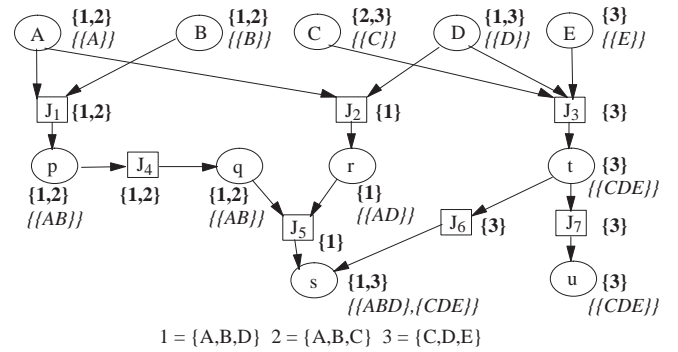 {1,2} {1,2} {2,3} {1,3} {3}
A {{A}} B {{B}} C {{C}} D {{D}} E {{E}}
J1 {1,2} J2 {1} J3 {3}
p J4 q r t {3}
{1,2} {1,2} {1,2} {1} {{CDE}}
{{AB}} {{AB}} {{AD}}
J5 {1} J6 {3} J7 {3}
s {1,3} u {3}
{{ABD},{CDE}} {{CDE}}
1 = {A,B,D} 2 = {A,B,C} 3 = {C,D,E}